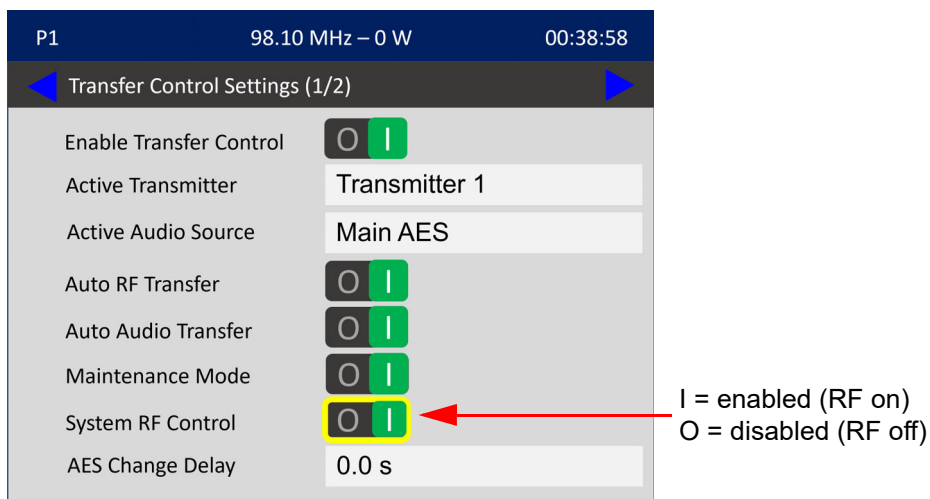 P1 98.10 MHz – 0 W 00:38:58
Transfer Control Settings (1/2)
Enable Transfer Control O I
Active Transmitter Transmitter 1
Active Audio Source Main AES
Auto RF Transfer O I
Auto Audio Transfer O I
Maintenance Mode O I
System RF Control O I
I = enabled (RF on)
O = disabled (RF off)
AES Change Delay 0.0 s